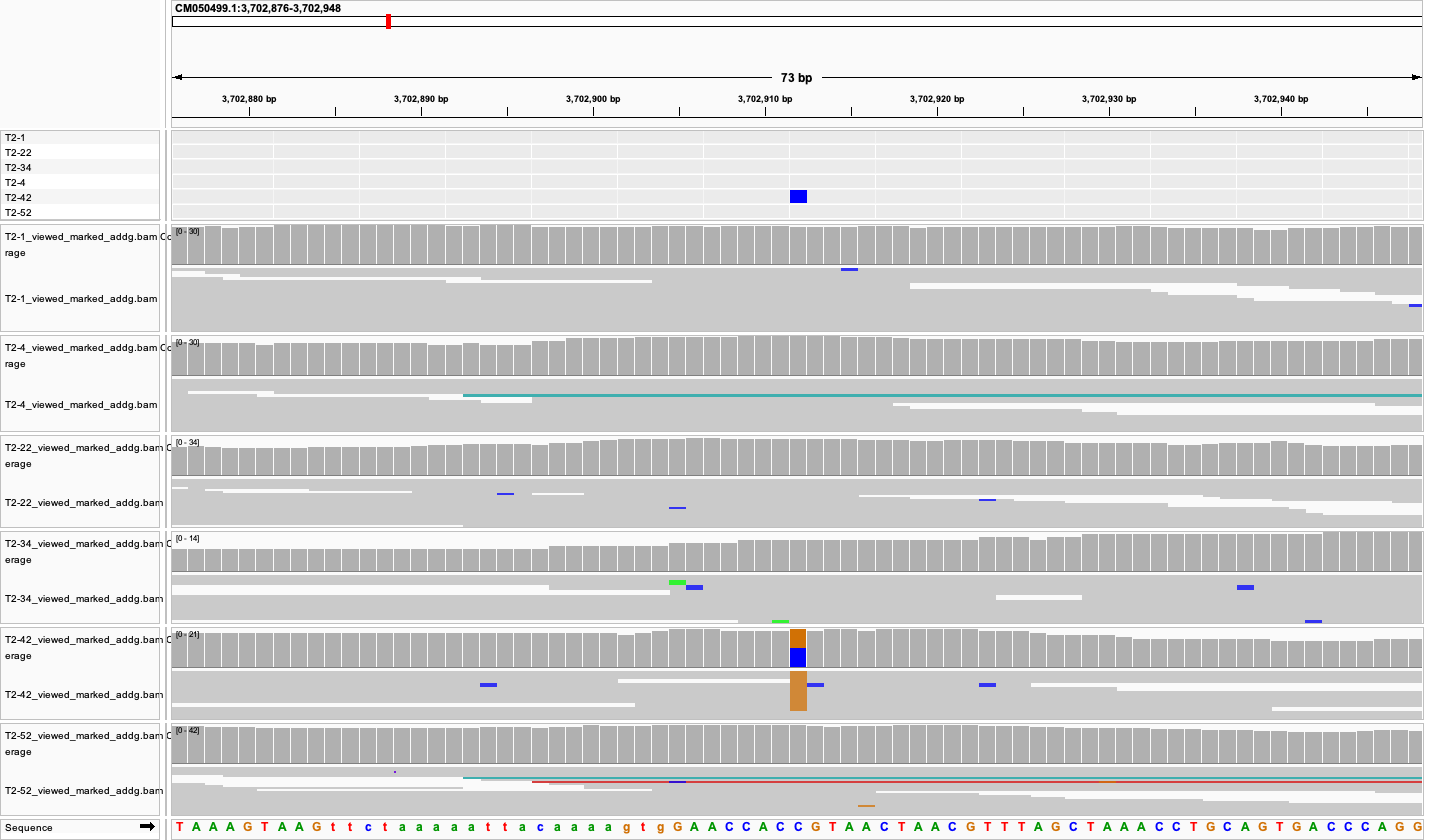 CM050499.1:3,702,876-3,702,948
73 bp
3,702,880 bp 3,702,890 bp 3,702,900 bp 3,702,910 bp 3,702,920 bp 3,702,930 bp 3,702,940 bp
T2-1
T2-22
T2-34
T2-4
T2-42
T2-52
T2-1_viewed_marked_addg.bam [0 - 30]
rage
T2-1_viewed_marked_addg.bam
T2-4_viewed_marked_addg.bam [0 - 30]
rage
T2-4_viewed_marked_addg.bam
T2-22_viewed_marked_addg.bam [0 - 34]
erage
T2-22_viewed_marked_addg.bam
T2-34_viewed_marked_addg.bam [0 - 14]
erage
T2-34_viewed_marked_addg.bam
T2-42_viewed_marked_addg.bam [0 - 21]
erage
T2-42_viewed_marked_addg.bam
T2-52_viewed_marked_addg.bam [0 - 42]
erage
T2-52_viewed_marked_addg.bam
Sequence T A A A G T A A G t t c t a a a a a t t a c a a a a g t g G A A C C A C C G T A A C T A A C G T T T A G C T A A A C C T G C A G T G A C C C A G G